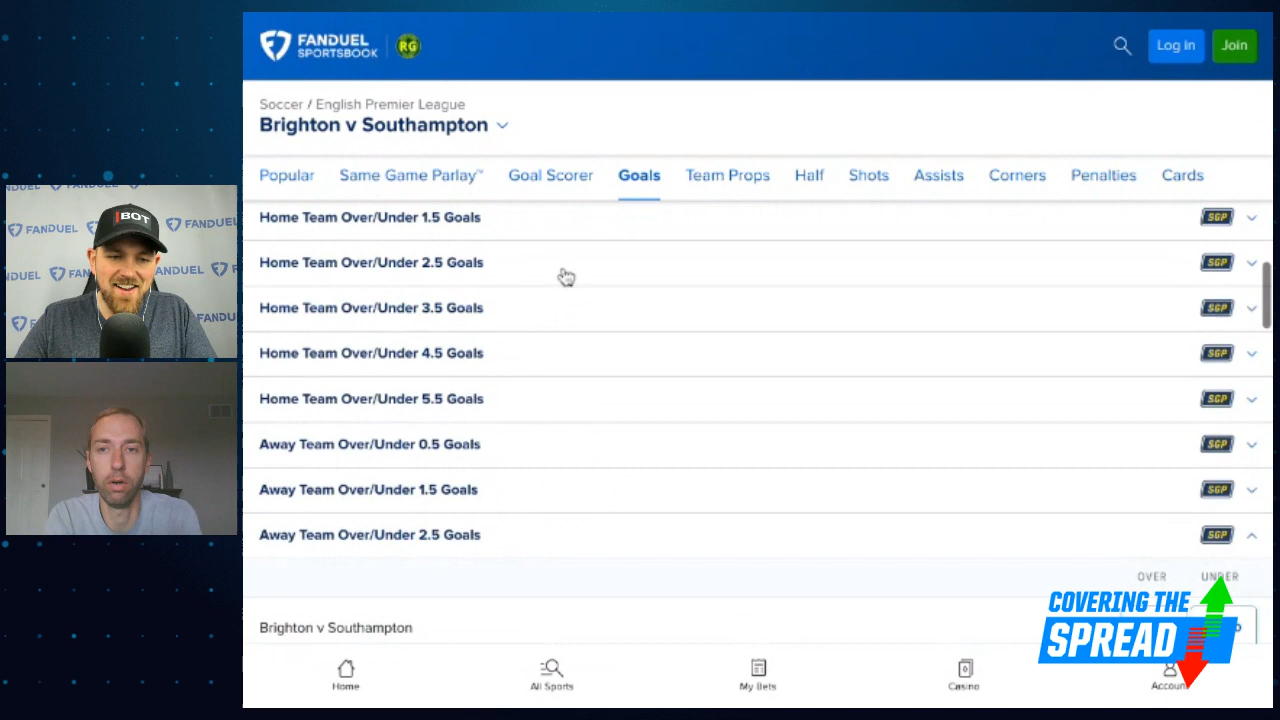 FANDUEL
SPORTSBOOK
RG
Log In
Join
Soccer / English Premier League
Brighton v Southampton
Popular
Same Game Parlay™
Goal Scorer
Goals
Team Props
Half
Shots
Assists
Corners
Penalties
Cards
Home Team Over/Under 1.5 Goals
SGP
Home Team Over/Under 2.5 Goals
SGP
Home Team Over/Under 3.5 Goals
SGP
Home Team Over/Under 4.5 Goals
SGP
Home Team Over/Under 5.5 Goals
SGP
Away Team Over/Under 0.5 Goals
SGP
Away Team Over/Under 1.5 Goals
SGP
Away Team Over/Under 2.5 Goals
SGP
OVER
UNDER
Brighton v Southampton
Home
All Sports
My Bets
Casino
Account
COVERING THE
SPREAD
BOT
FANDUEL
FANDUEL